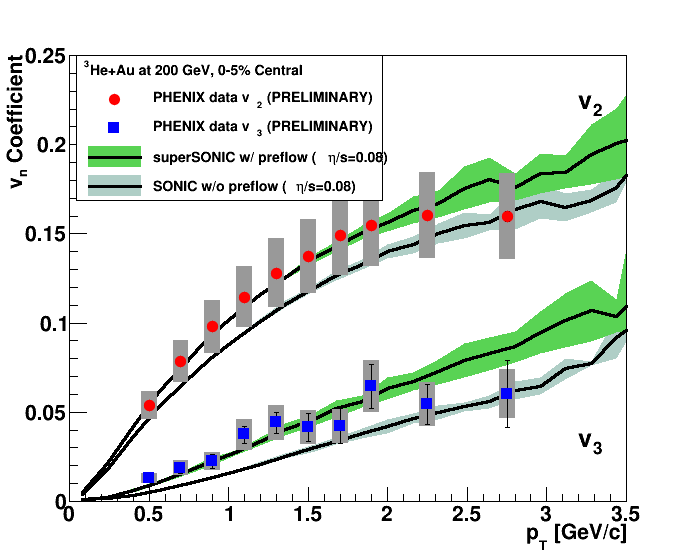 0.25
0.2
0.15
0.1
0.05
0
vn Coefficient
3He+Au at 200 GeV, 0-5% Central
PHENIX data v 2 (PRELIMINARY)
PHENIX data v 3 (PRELIMINARY)
superSONIC w/ preflow ( η/s=0.08)
SONIC w/o preflow ( η/s=0.08)
v2
v3
0 0.5 1 1.5 2 2.5 3 3.5
pT [GeV/c]